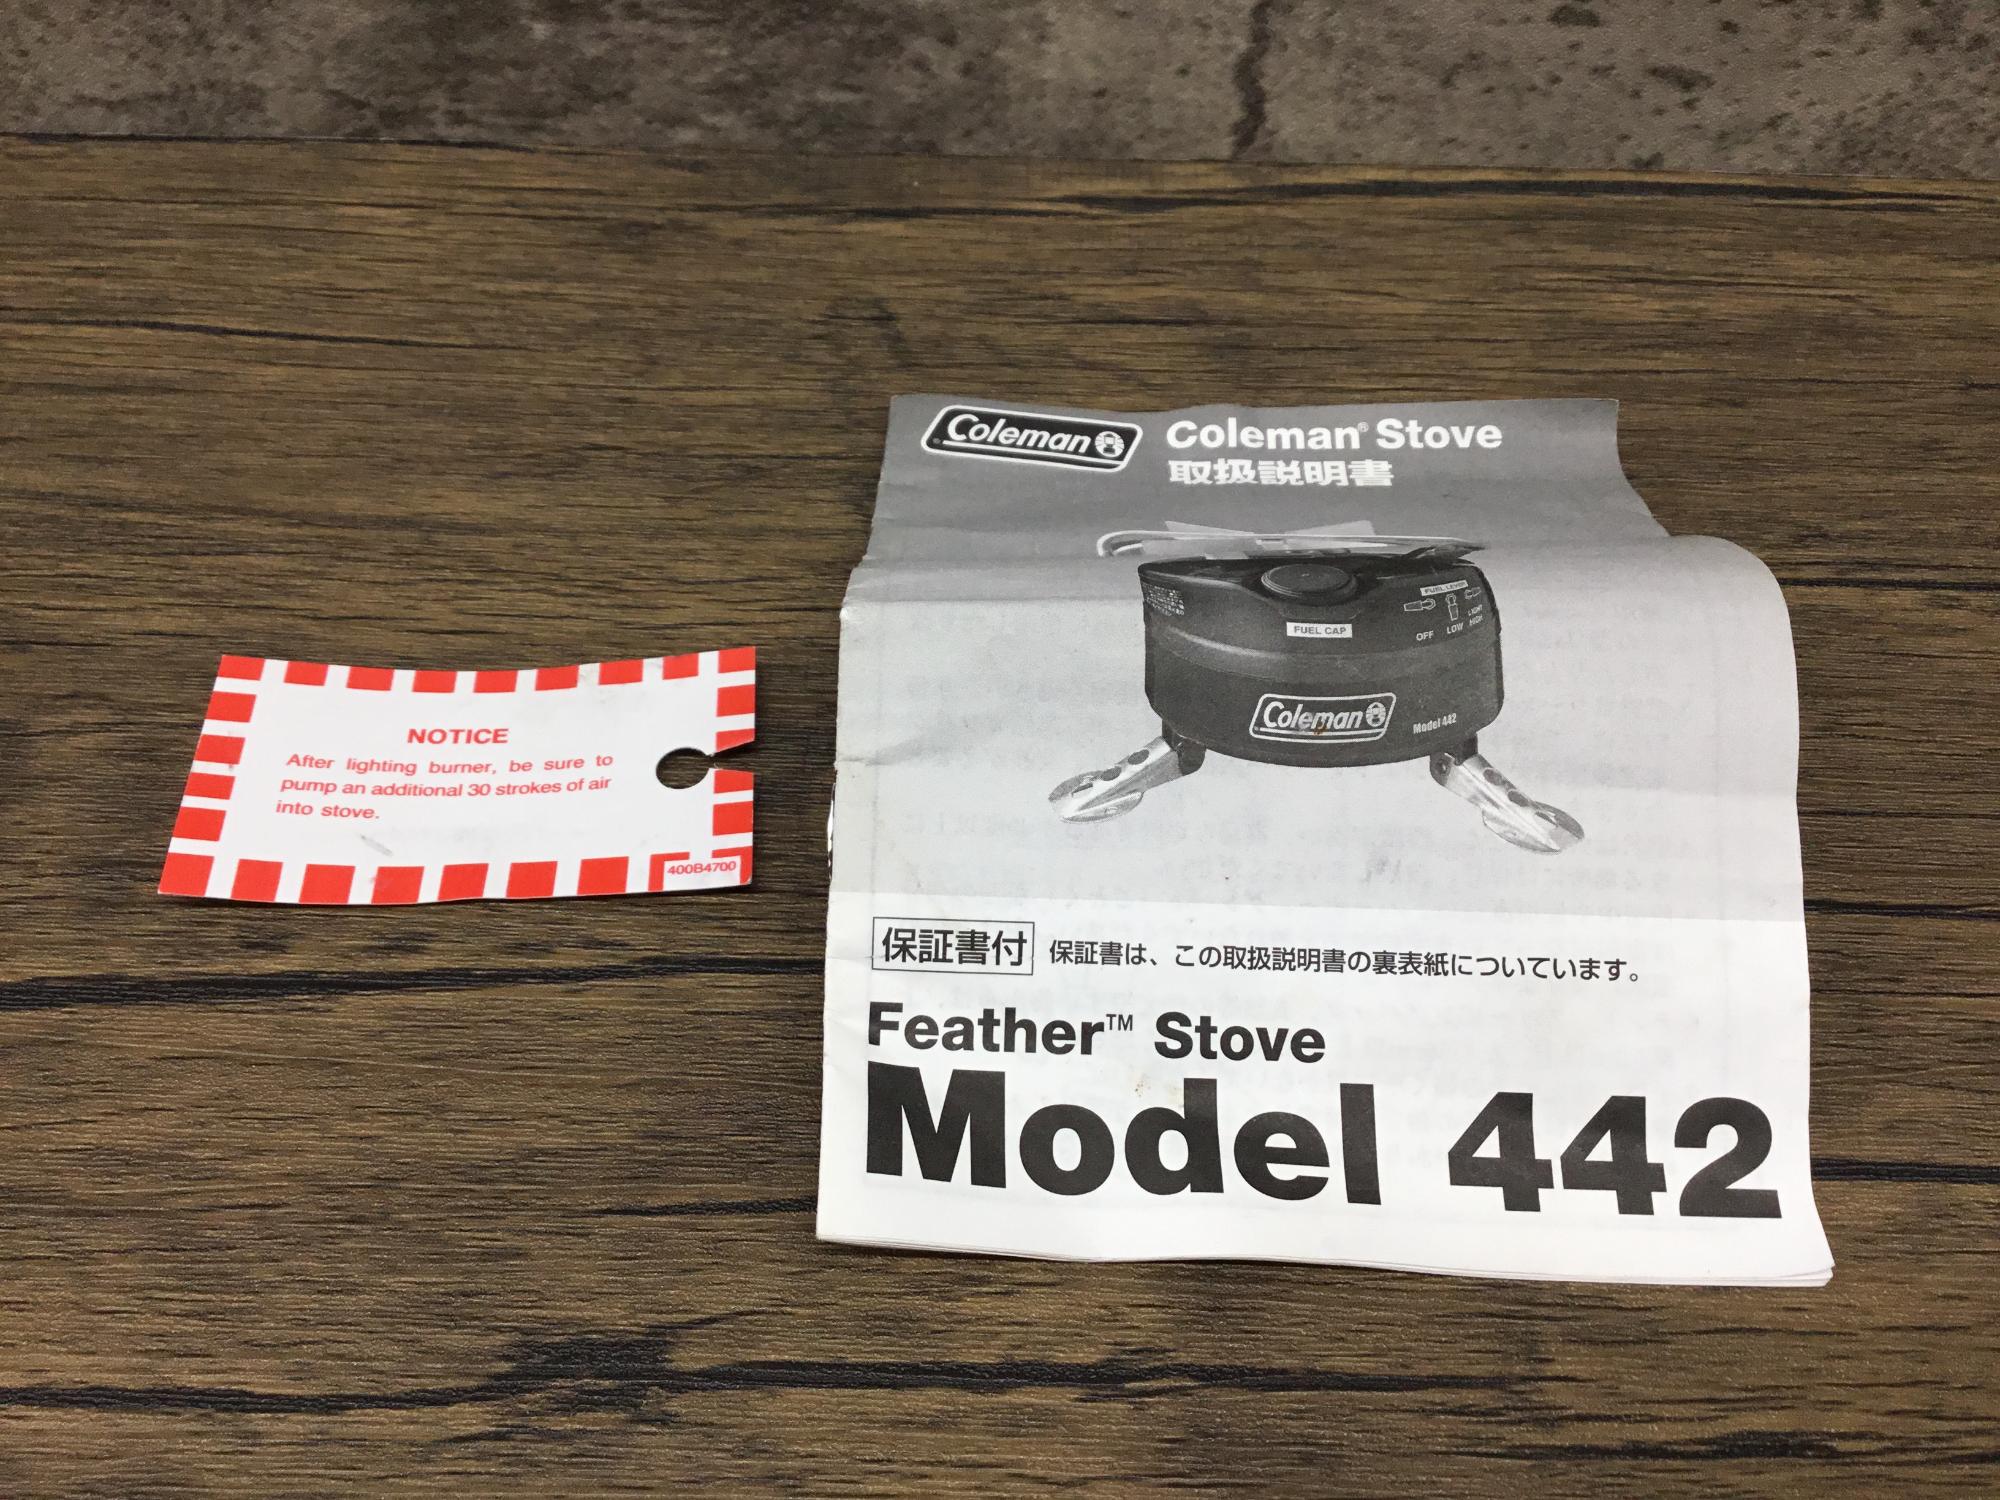 NOTICE
After lighting burner, be sure to
pump an additional 30 strokes of air
into stove.
400B4700
Coleman
Coleman® Stove
取扱説明書
FUEL LEVER
OFF LOW LIGHT HIGH
FUEL CAP
Coleman
Model 442
保証書付 保証書は、この取扱説明書の裏表紙についています。
Feather™ Stove
Model 442